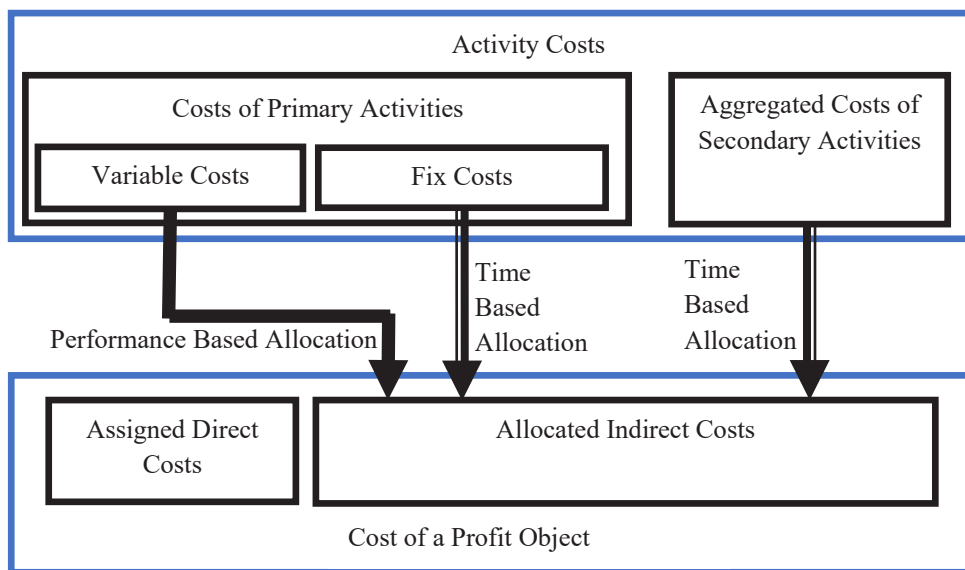 Activity Costs
Costs of Primary Activities
Aggregated Costs of
Secondary Activities
Variable Costs
Fix Costs
Performance Based Allocation
Time
Based
Allocation
Time
Based
Allocation
Assigned Direct
Costs
Allocated Indirect Costs
Cost of a Profit Object